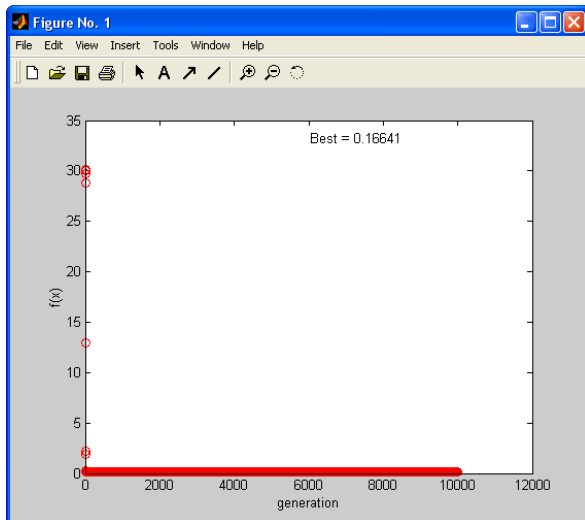 Figure No. 1
File Edit View Insert Tools Window Help
Best = 0.16641
35
30
25
20
15
10
5
0
f(x)
0 2000 4000 6000 8000 10000 12000
generation